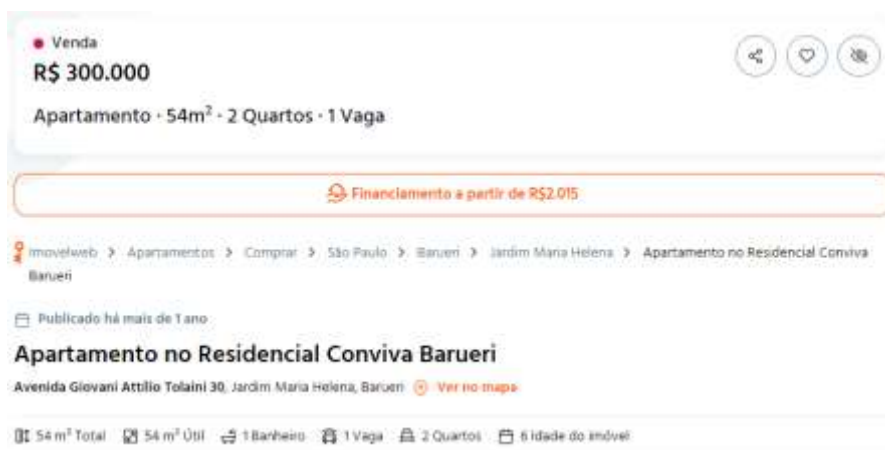 Venda
R$ 300.000
Apartamento · 54m² · 2 Quartos · 1 Vaga
Financiamento a partir de R$2.015
imovelweb > Apartamentos > Comprar > São Paulo > Barueri > Jardim Maria Helena > Apartamento no Residencial Conviva
Barueri
Publicado há mais de 1 ano
Apartamento no Residencial Conviva Barueri
Avenida Giovani Attilio Tolaini 30, Jardim Maria Helena, Barueri Ver no mapa
54 m² Total 54 m² Útil 1 Banheiro 1 Vaga 2 Quartos 6 Idade do imóvel